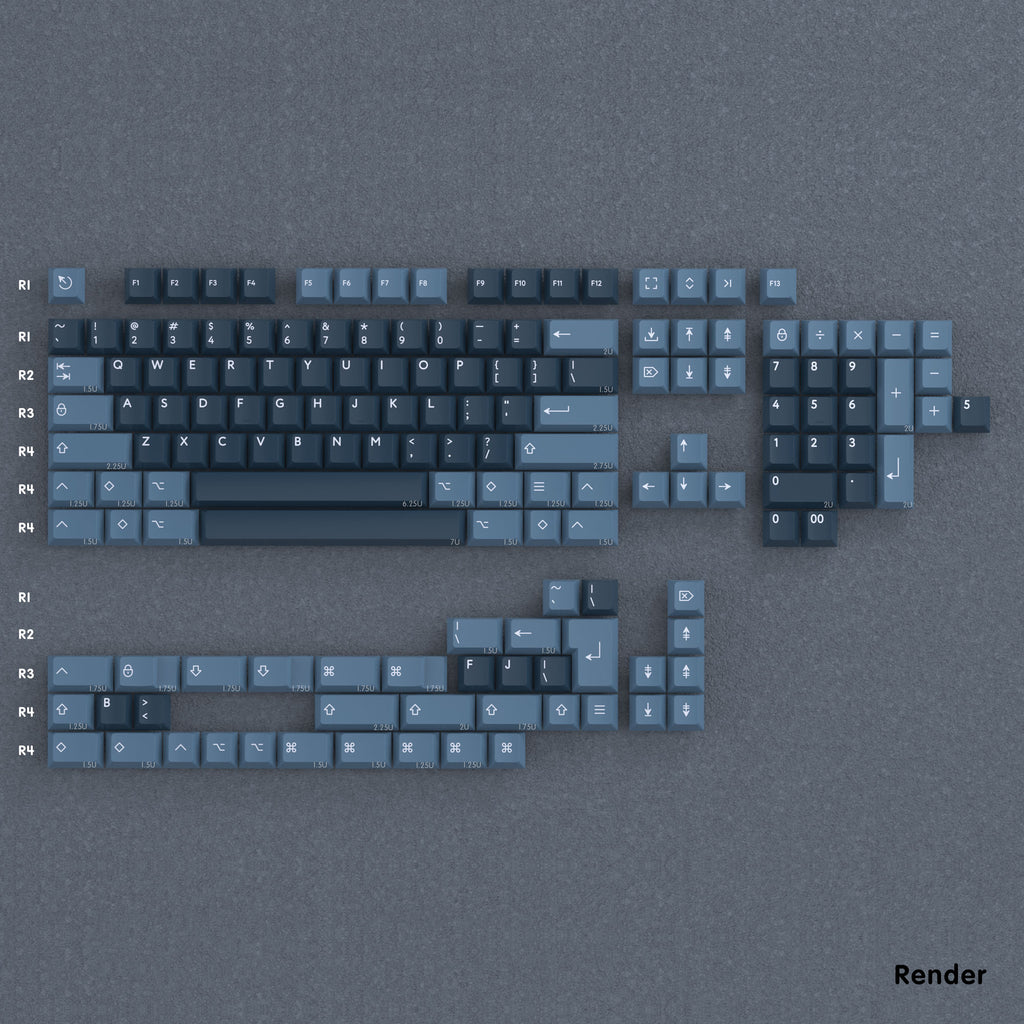 R1 F1 F2 F3 F4 F5 F6 F7 F8 F9 F10 F11 F12 F13
R1 ~ ` ! 1 @ 2 # 3 $ 4 % 5 ^ 6 & 7 * 8 ( 9 ) 0 _ - + = ← 2U ÷ × − =
R2 1.5U Q W E R T Y U I O P { [ } ] | \ 1.5U 7 8 9 + 2U −
R3 1.75U A S D F G H J K L : ; " ' 2.25U 4 5 6 + 5
R4 2.25U Z X C V B N M < , > . ? / 2.75U ↑ 1 2 3 2U
R4 1.25U 1.25U 1.25U 6.25U 1.25U 1.25U 1.25U 1.25U ← ↓ → 0 2U .
R4 1.5U 1.5U 7U 1.5U 1.5U 0 00
R1 ~ ` | \
R2 | \ 1.5U ← 1.5U
R3 1.75U 1.75U 1.75U 1.75U ⌘ 1.75U ⌘ 1.75U F J | \
R4 1.25U B > < 2.25U 2U 1.75U
R4 1.5U 1.5U ⌘ 1.5U ⌘ 1.5U ⌘ 1.25U ⌘ 1.25U ⌘
Render